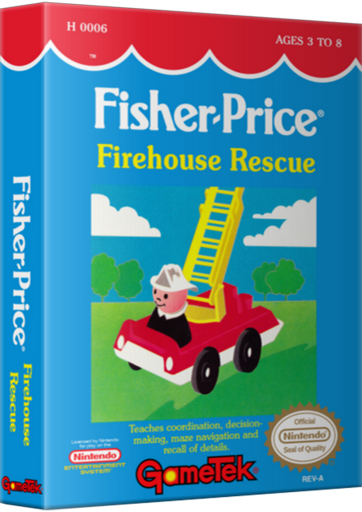 H 0006
AGES 3 TO 8
™
Fisher-Price®
Firehouse Rescue
Teaches coordination, decision-
making, maze navigation and
recall of details.
Licensed by Nintendo
for play on the
Nintendo
ENTERTAINMENT
SYSTEM™
GameTek®
Official
Nintendo
Seal of Quality
REV-A
Fisher-Price®
Firehouse
Rescue
GameTek